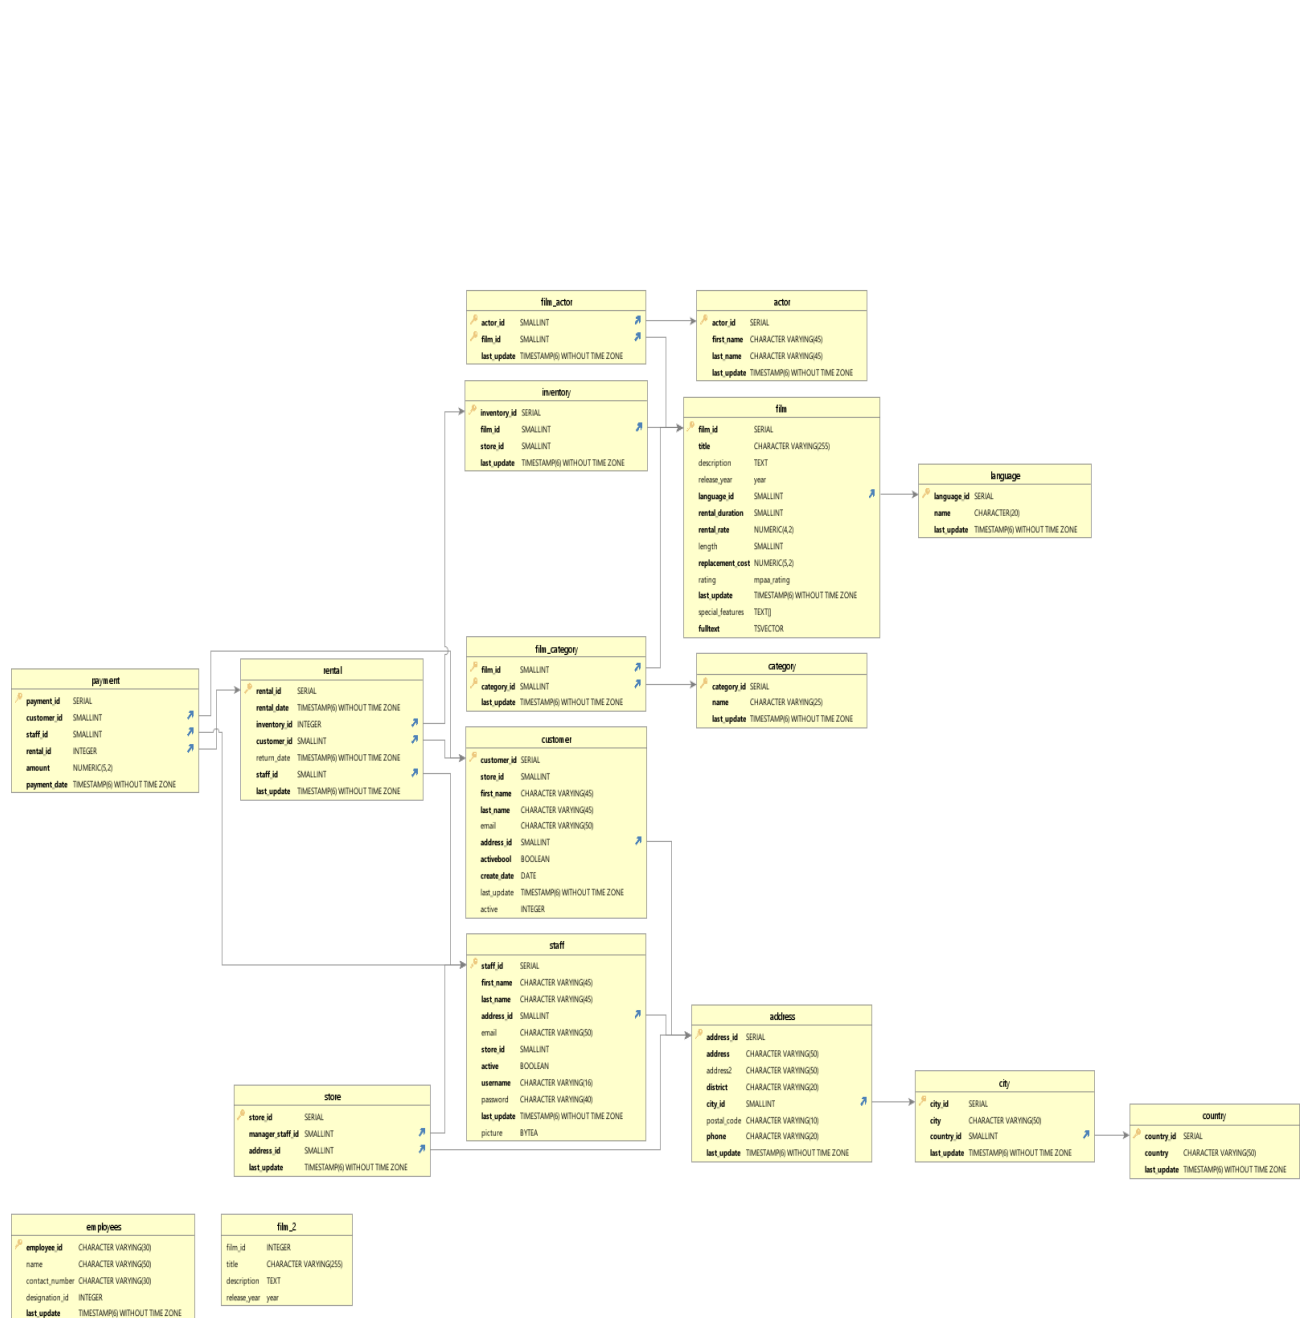 film_actor
actor_id SMALLINT
film_id SMALLINT
last_update TIMESTAMP(6) WITHOUT TIME ZONE
actor
actor_id SERIAL
first_name CHARACTER VARYING(45)
last_name CHARACTER VARYING(45)
last_update TIMESTAMP(6) WITHOUT TIME ZONE
inventory
inventory_id SERIAL
film_id SMALLINT
store_id SMALLINT
last_update TIMESTAMP(6) WITHOUT TIME ZONE
film
film_id SERIAL
title CHARACTER VARYING(255)
description TEXT
release_year year
language_id SMALLINT
rental_duration SMALLINT
rental_rate NUMERIC(4,2)
length SMALLINT
replacement_cost NUMERIC(5,2)
rating mpaa_rating
last_update TIMESTAMP(6) WITHOUT TIME ZONE
special_features TEXT[]
fulltext TSVECTOR
language
language_id SERIAL
name CHARACTER(20)
last_update TIMESTAMP(6) WITHOUT TIME ZONE
film_category
film_id SMALLINT
category_id SMALLINT
last_update TIMESTAMP(6) WITHOUT TIME ZONE
category
category_id SERIAL
name CHARACTER VARYING(25)
last_update TIMESTAMP(6) WITHOUT TIME ZONE
payment
payment_id SERIAL
customer_id SMALLINT
staff_id SMALLINT
rental_id INTEGER
amount NUMERIC(5,2)
payment_date TIMESTAMP(6) WITHOUT TIME ZONE
rental
rental_id SERIAL
rental_date TIMESTAMP(6) WITHOUT TIME ZONE
inventory_id INTEGER
customer_id SMALLINT
return_date TIMESTAMP(6) WITHOUT TIME ZONE
staff_id SMALLINT
last_update TIMESTAMP(6) WITHOUT TIME ZONE
customer
customer_id SERIAL
store_id SMALLINT
first_name CHARACTER VARYING(45)
last_name CHARACTER VARYING(45)
email CHARACTER VARYING(50)
address_id SMALLINT
activebool BOOLEAN
create_date DATE
last_update TIMESTAMP(6) WITHOUT TIME ZONE
active INTEGER
staff
staff_id SERIAL
first_name CHARACTER VARYING(45)
last_name CHARACTER VARYING(45)
address_id SMALLINT
email CHARACTER VARYING(50)
store_id SMALLINT
active BOOLEAN
username CHARACTER VARYING(16)
password CHARACTER VARYING(40)
last_update TIMESTAMP(6) WITHOUT TIME ZONE
picture BYTEA
address
address_id SERIAL
address CHARACTER VARYING(50)
address2 CHARACTER VARYING(50)
district CHARACTER VARYING(20)
city_id SMALLINT
postal_code CHARACTER VARYING(10)
phone CHARACTER VARYING(20)
last_update TIMESTAMP(6) WITHOUT TIME ZONE
city
city_id SERIAL
city CHARACTER VARYING(50)
country_id SMALLINT
last_update TIMESTAMP(6) WITHOUT TIME ZONE
country
country_id SERIAL
country CHARACTER VARYING(50)
last_update TIMESTAMP(6) WITHOUT TIME ZONE
store
store_id SERIAL
manager_staff_id SMALLINT
address_id SMALLINT
last_update TIMESTAMP(6) WITHOUT TIME ZONE
employees
employee_id CHARACTER VARYING(30)
name CHARACTER VARYING(50)
contact_number CHARACTER VARYING(30)
designation_id INTEGER
last_update TIMESTAMP(6) WITHOUT TIME ZONE
film_2
film_id INTEGER
title CHARACTER VARYING(255)
description TEXT
release_year year